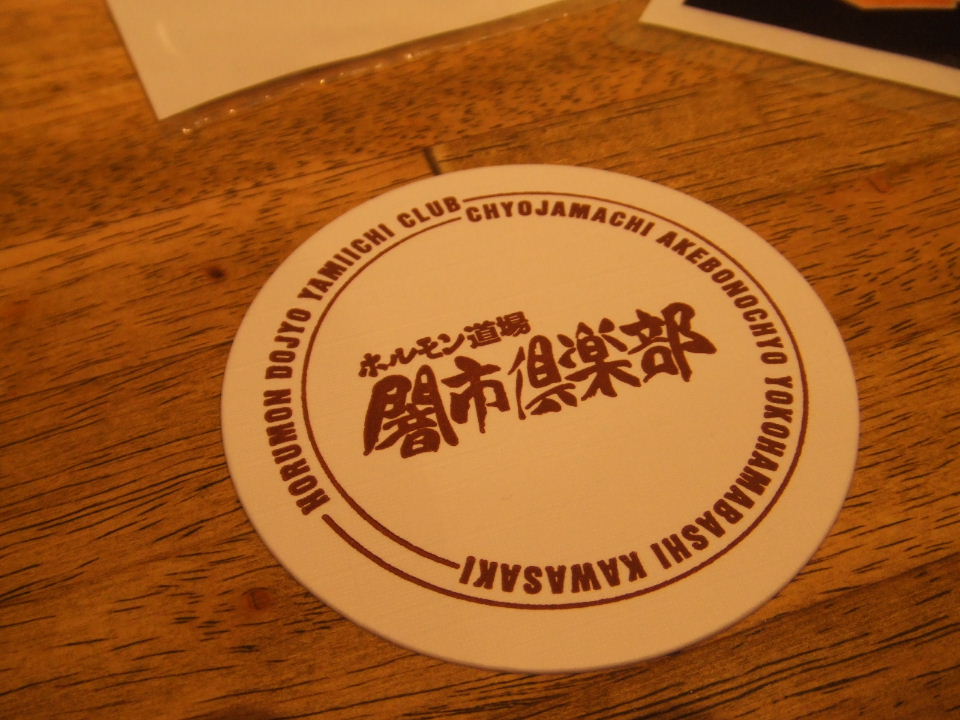 HORUMON DOJYO YAMIICHI CLUB
CHYOJAMACHI AKEBONOCHYO YOKOHAMABASHI KAWASAKI
ホルモン道場
闇市倶楽部